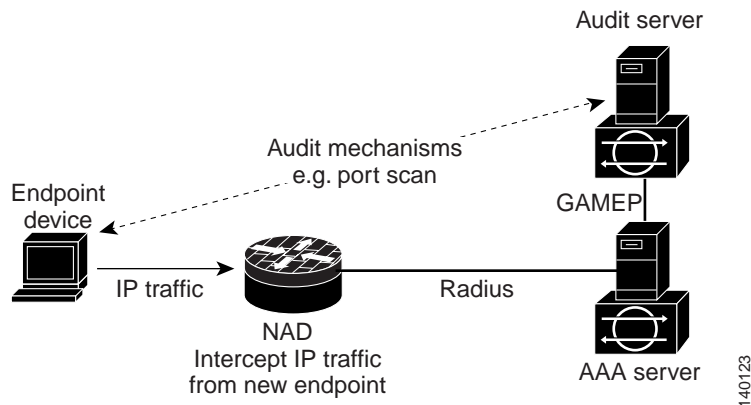 Audit server
Audit mechanisms
e.g. port scan
Endpoint
device
GAMEP
IP traffic
Radius
NAD
Intercept IP traffic
from new endpoint
AAA server
140123